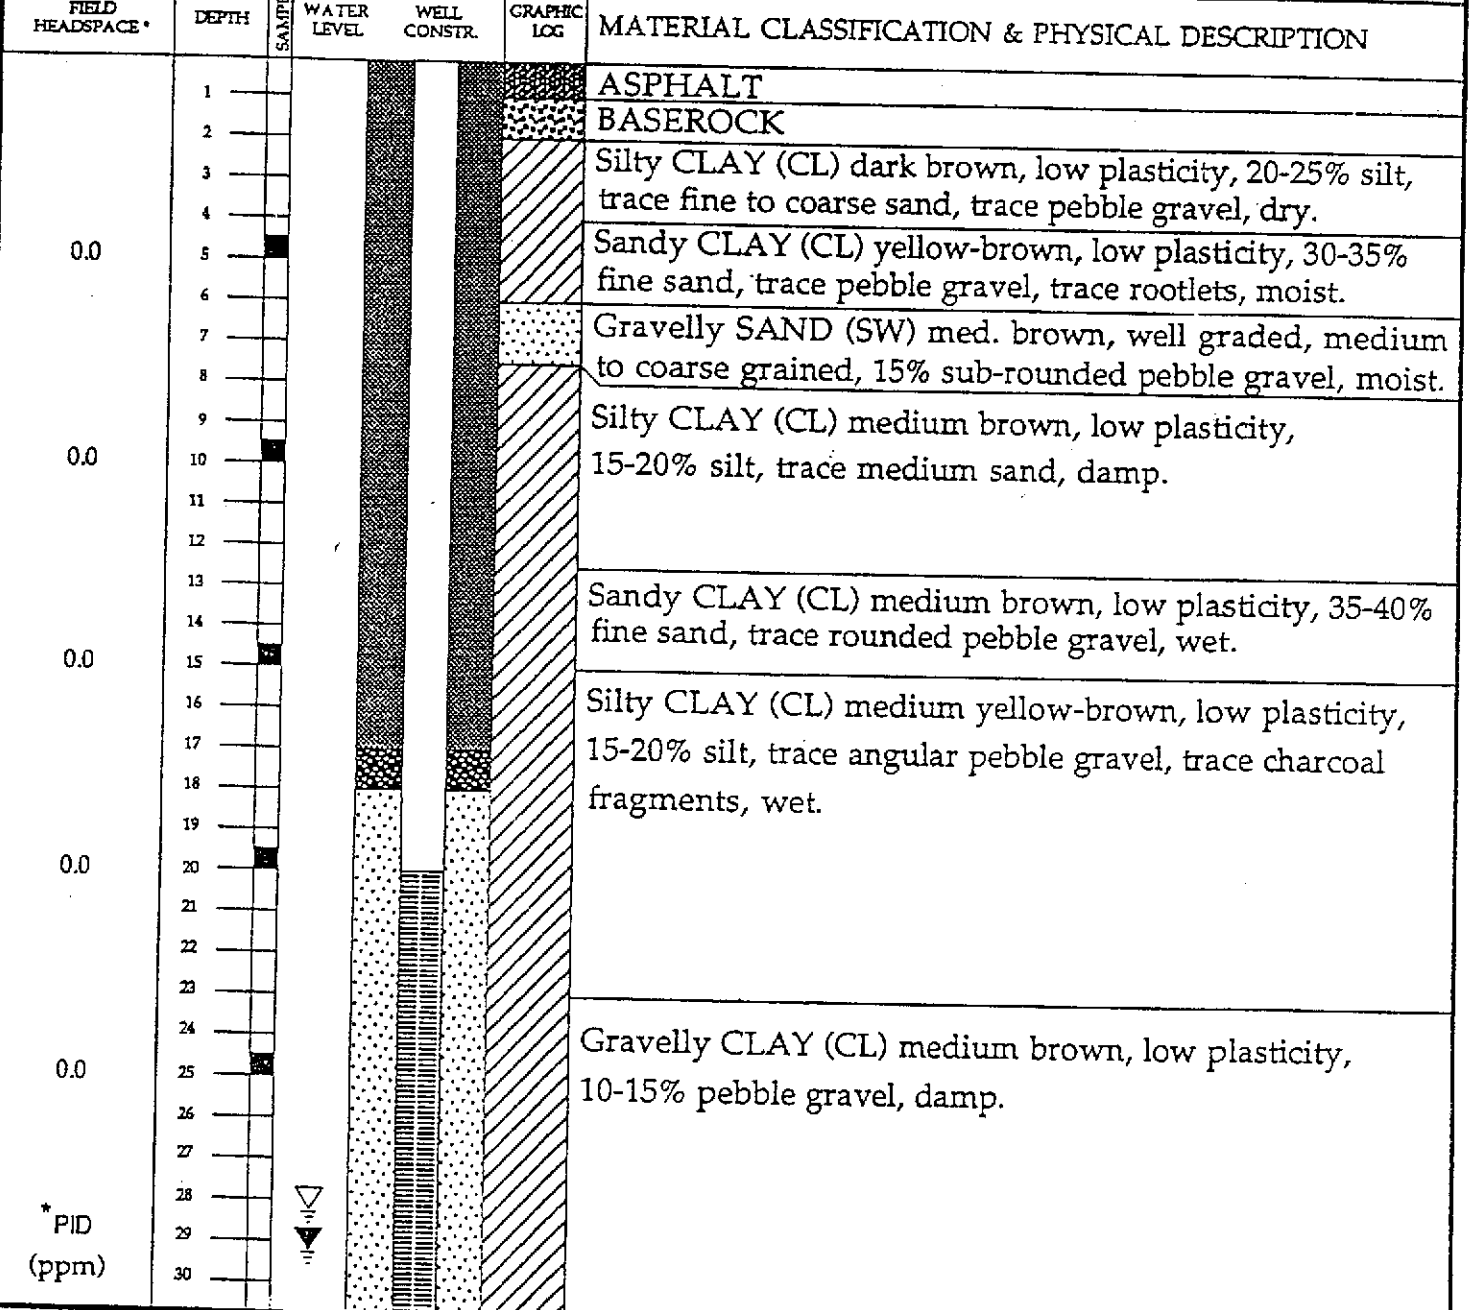 FIELD HEADSPACE *
DEPTH
SAMPLE
WATER LEVEL
WELL CONSTR.
GRAPHIC LOG
MATERIAL CLASSIFICATION & PHYSICAL DESCRIPTION
1
ASPHALT
2
BASEROCK
3
Silty CLAY (CL) dark brown, low plasticity, 20-25% silt,
4
trace fine to coarse sand, trace pebble gravel, dry.
0.0
5
Sandy CLAY (CL) yellow-brown, low plasticity, 30-35%
6
fine sand, trace pebble gravel, trace rootlets, moist.
7
Gravelly SAND (SW) med. brown, well graded, medium
8
to coarse grained, 15% sub-rounded pebble gravel, moist.
9
Silty CLAY (CL) medium brown, low plasticity,
0.0
10
15-20% silt, trace medium sand, damp.
11
12
13
Sandy CLAY (CL) medium brown, low plasticity, 35-40%
14
fine sand, trace rounded pebble gravel, wet.
0.0
15
16
Silty CLAY (CL) medium yellow-brown, low plasticity,
17
15-20% silt, trace angular pebble gravel, trace charcoal
18
fragments, wet.
19
0.0
20
21
22
23
24
Gravelly CLAY (CL) medium brown, low plasticity,
0.0
25
10-15% pebble gravel, damp.
26
27
28
*PID
29
(ppm)
30